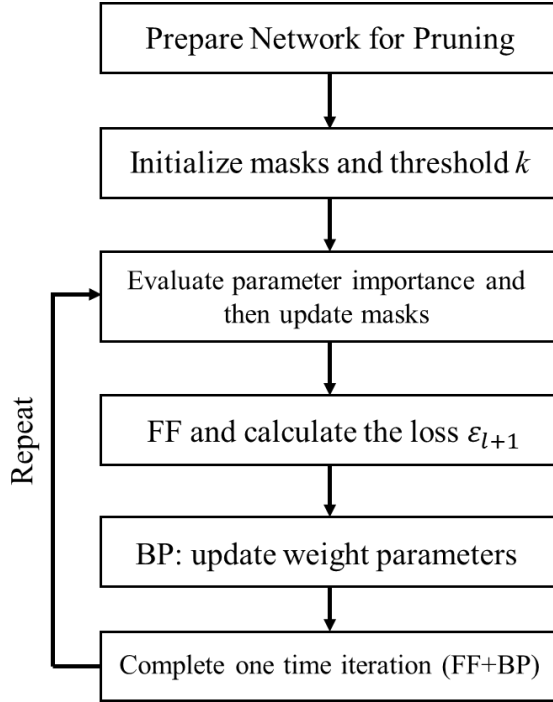 Prepare Network for Pruning
Initialize masks and threshold k
Evaluate parameter importance and
then update masks
FF and calculate the loss ε_{l+1}
BP: update weight parameters
Complete one time iteration (FF+BP)
Repeat